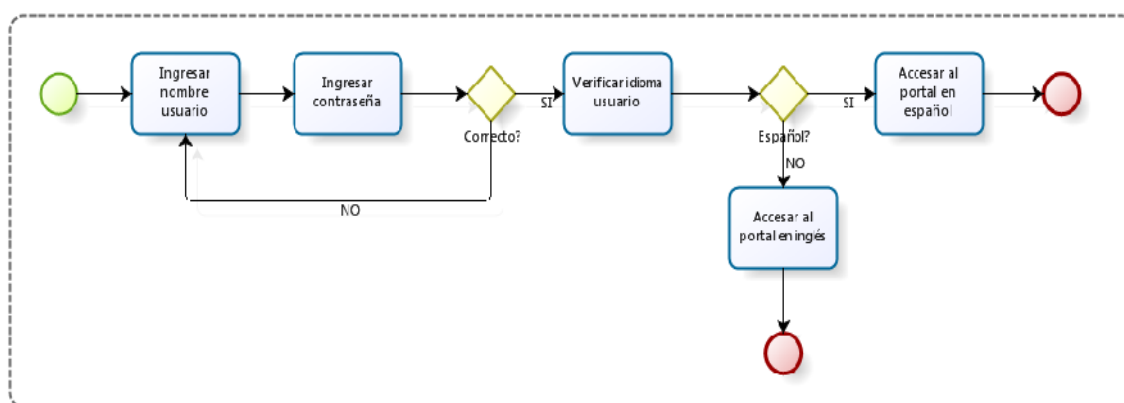 Ingresar
nombre
usuario
Ingresar
contraseña
Correcto?
SI
NO
Verificar idioma
usuario
Español?
SI
NO
Accesar al
portal en
español
Accesar al
portal en ingiés